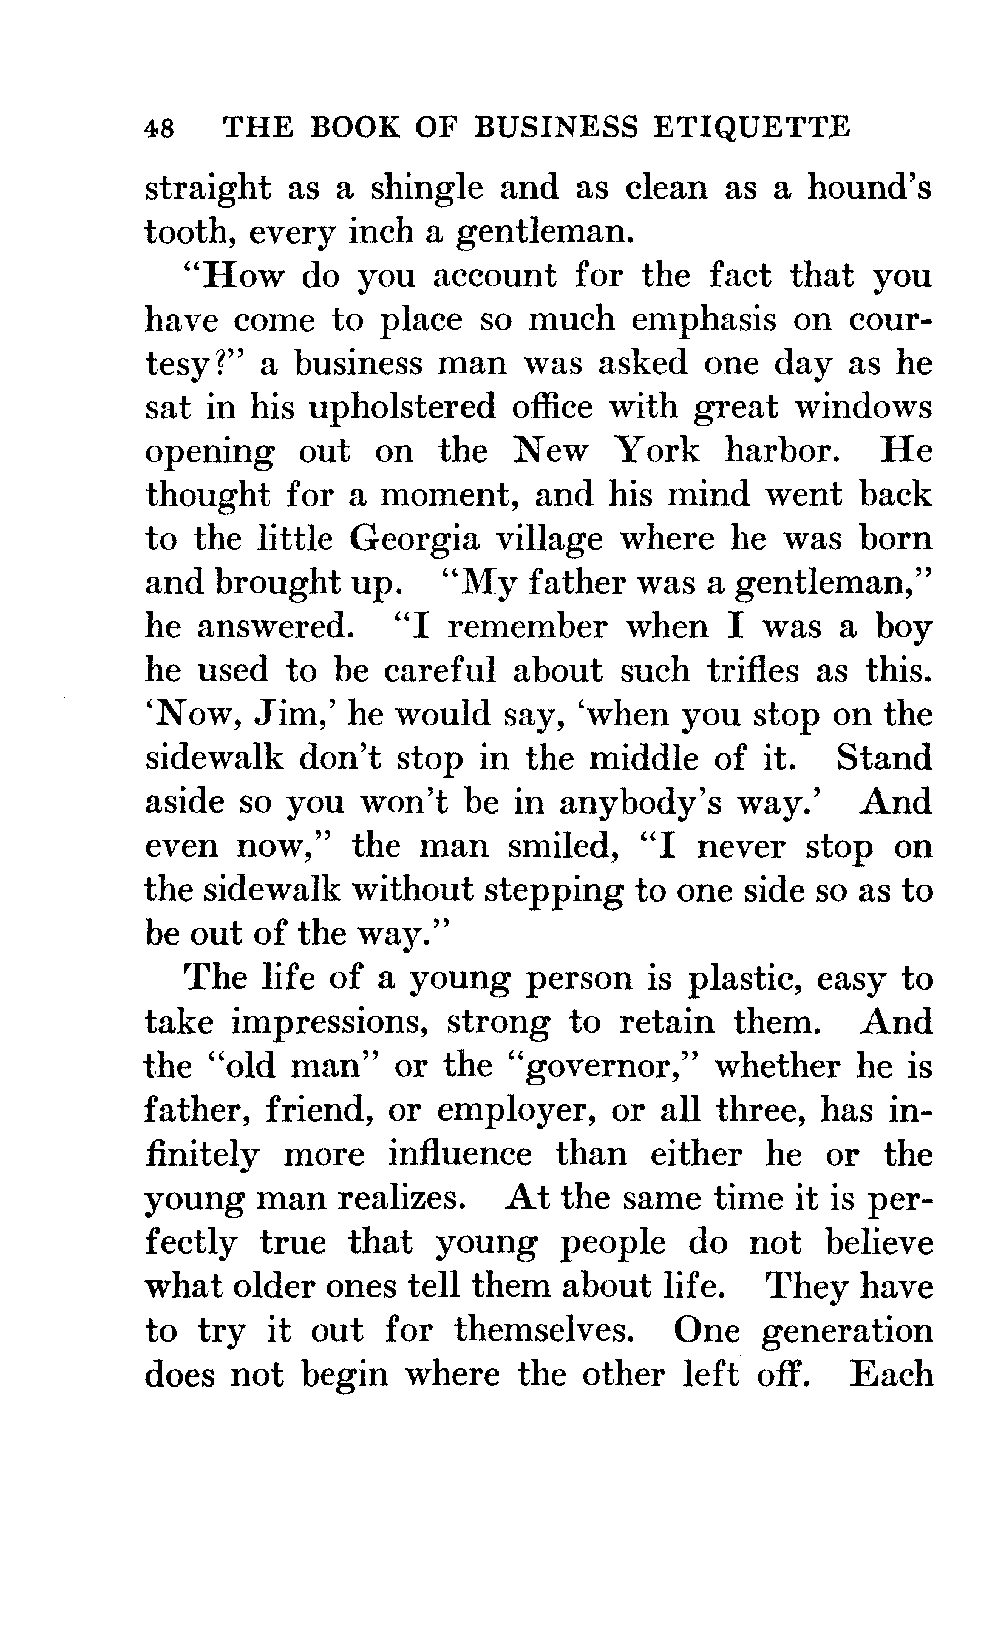 48 THE BOOK OF BUSINESS ETIQUETTE
straight as a shingle and as clean as a hound's
tooth, every inch a gentleman.
“How do you account for the fact that you
have come to place so much emphasis on cour-
tesy?” a business man was asked one day as he
sat in his upholstered office with great windows
opening out on the New York harbor. He
thought for a moment, and his mind went back
to the little Georgia village where he was born
and brought up. “My father was a gentleman,”
he answered. “I remember when I was a boy
he used to be careful about such trifles as this.
‘Now, Jim,’ he would say, ‘when you stop on the
sidewalk don't stop in the middle of it. Stand
aside so you won't be in anybody's way.’ And
even now,” the man smiled, “I never stop on
the sidewalk without stepping to one side so as to
be out of the way.”
The life of a young person is plastic, easy to
take impressions, strong to retain them. And
the “old man” or the “governor,” whether he is
father, friend, or employer, or all three, has in-
finitely more influence than either he or the
young man realizes. At the same time it is per-
fectly true that young people do not believe
what older ones tell them about life. They have
to try it out for themselves. One generation
does not begin where the other left off. Each